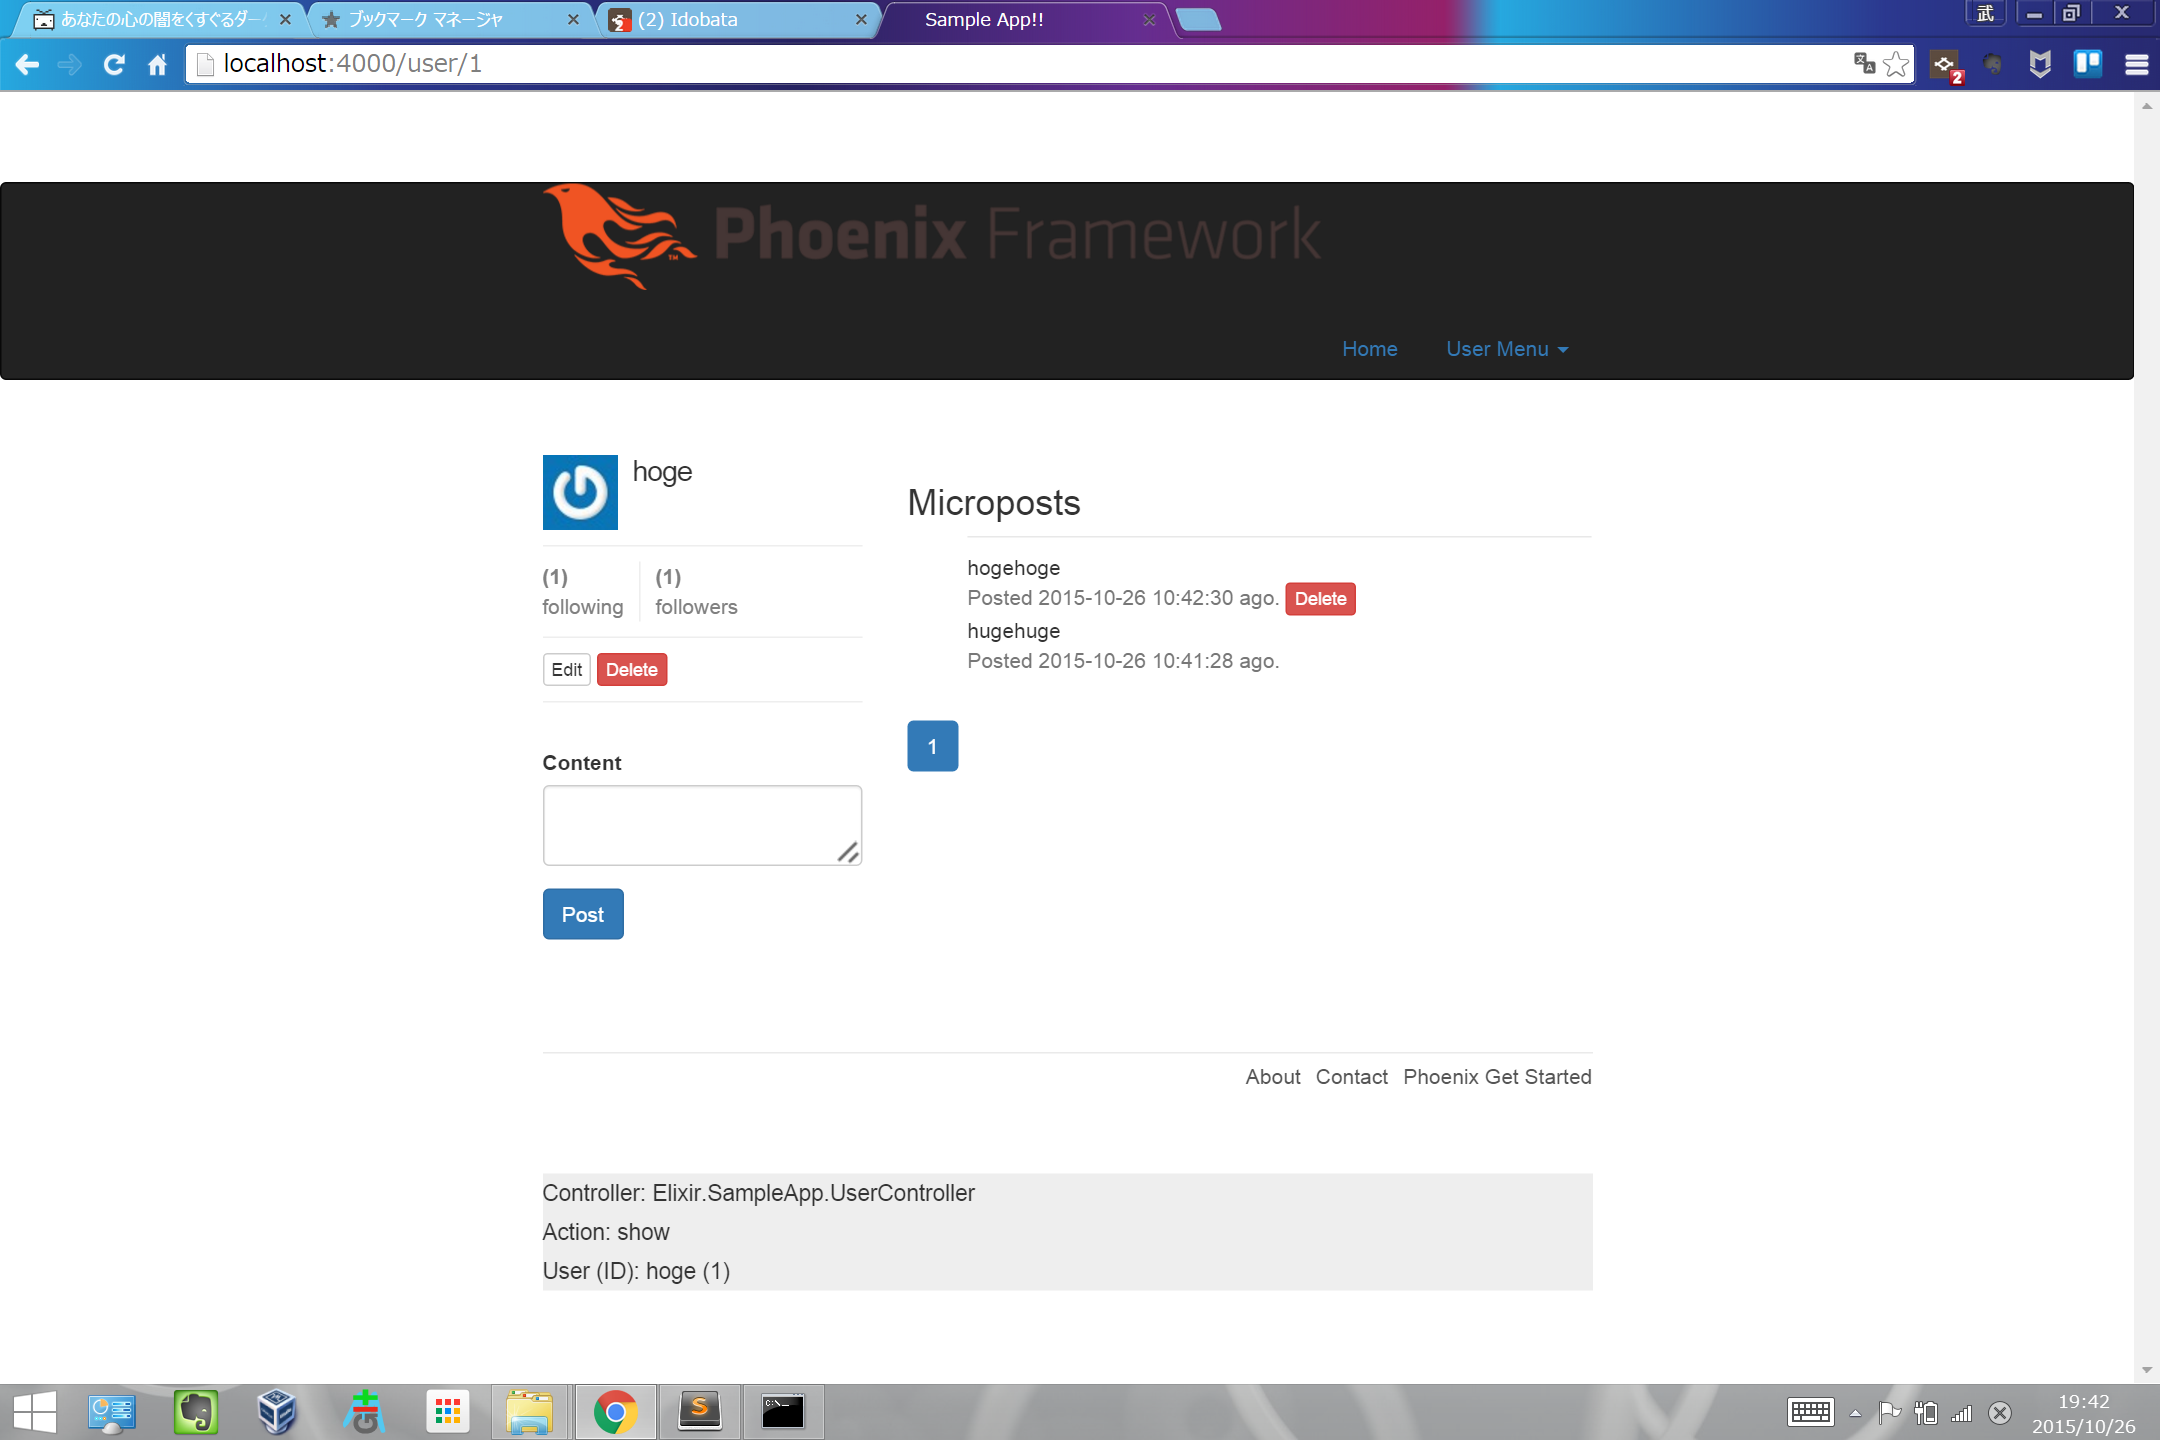 あなたの心の闇をくすぐるダー
ブックマーク マネージャ
(2) Idobata
Sample App!!
武
localhost:4000/user/1
2
Phoenix Framework
TM
Home
User Menu
hoge
(1)
following
(1)
followers
Edit
Delete
Content
Post
Microposts
hogehoge
Posted 2015-10-26 10:42:30 ago.
Delete
hugehuge
Posted 2015-10-26 10:41:28 ago.
1
About
Contact
Phoenix Get Started
Controller: Elixir.SampleApp.UserController
Action: show
User (ID): hoge (1)
19:42
2015/10/26